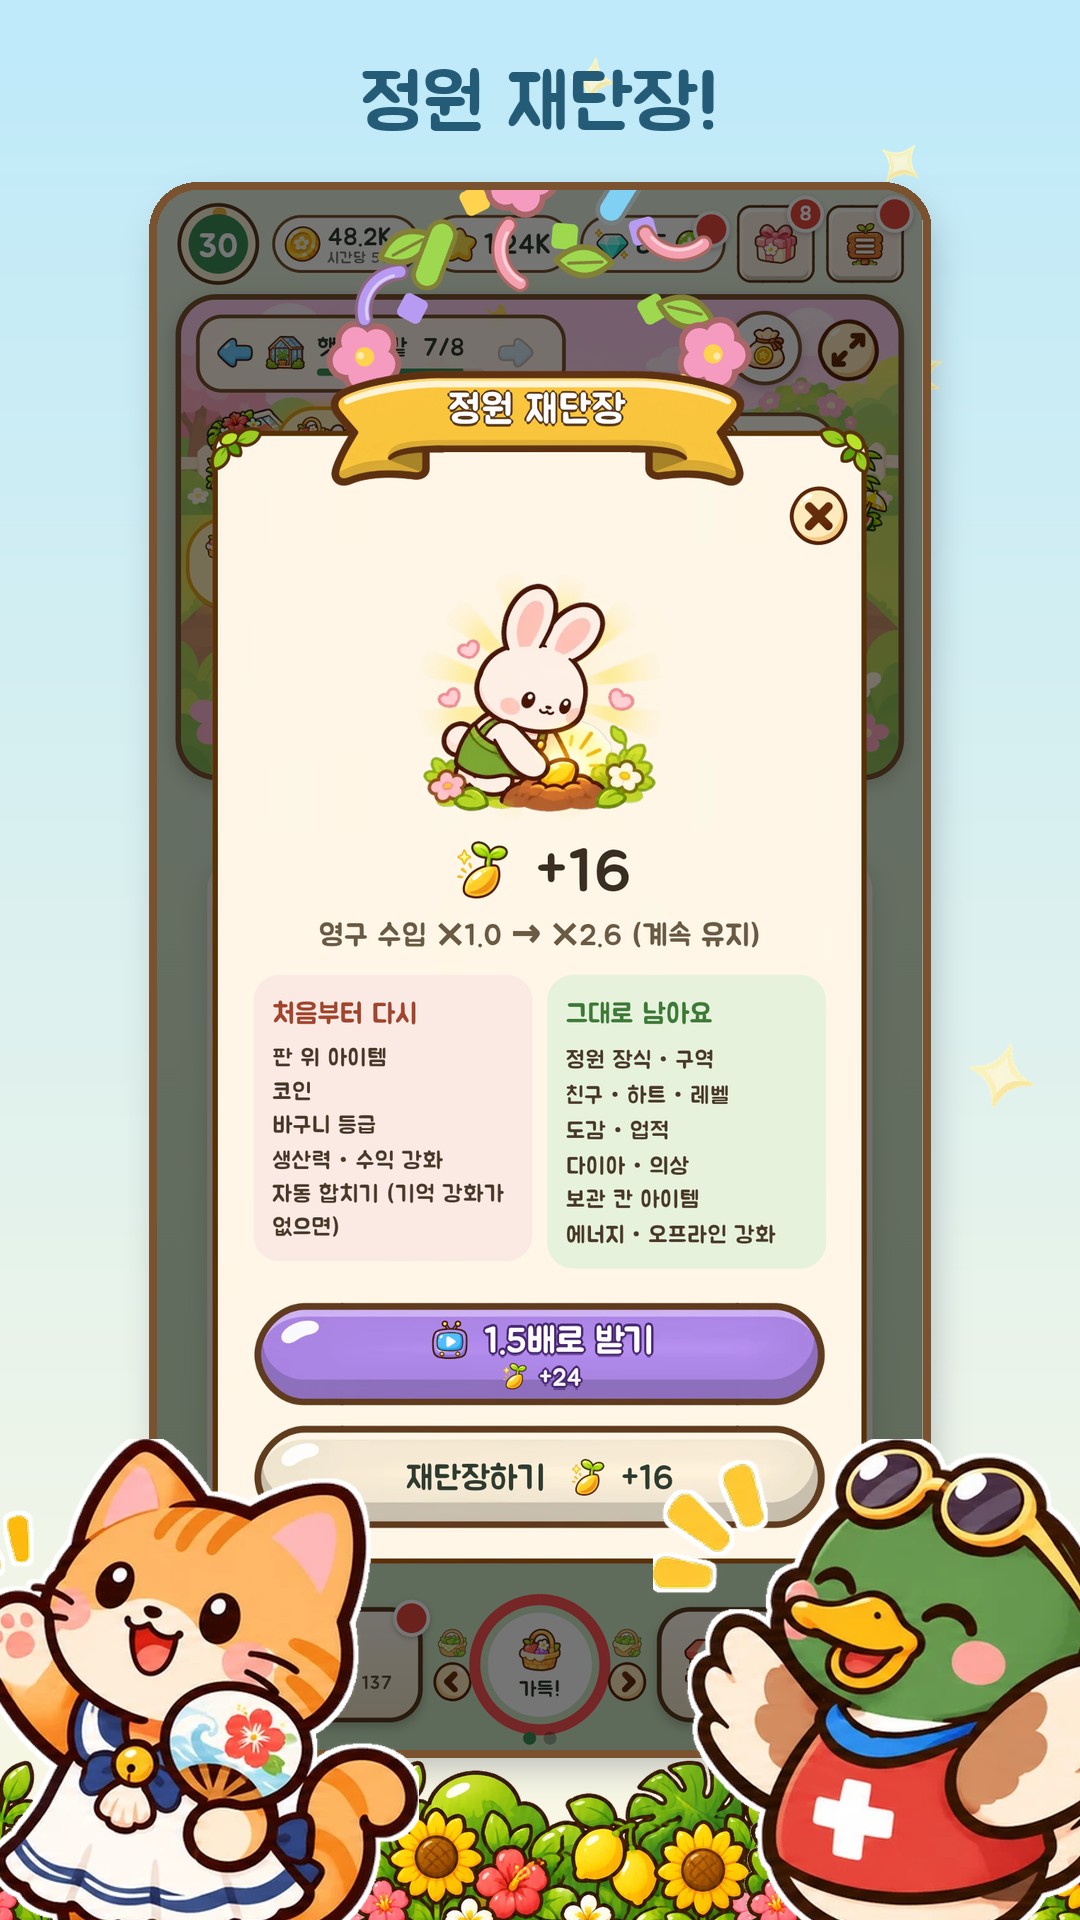 정원 재단장!
30
48.2K
시간당
1.24K
8
7/8
정원 재단장
+16
영구 수입 ×1.0 → ×2.6 (계속 유지)
처음부터 다시
판 위 아이템
코인
바구니 등급
생산력 • 수익 강화
자동 합치기 (기억 강화가
없으면)
그대로 남아요
정원 장식 • 구역
친구 • 하트 • 레벨
도감 • 업적
다이아 • 의상
보관 칸 아이템
에너지 • 오프라인 강화
1.5배로 받기
+24
재단장하기 +16
137
가득!